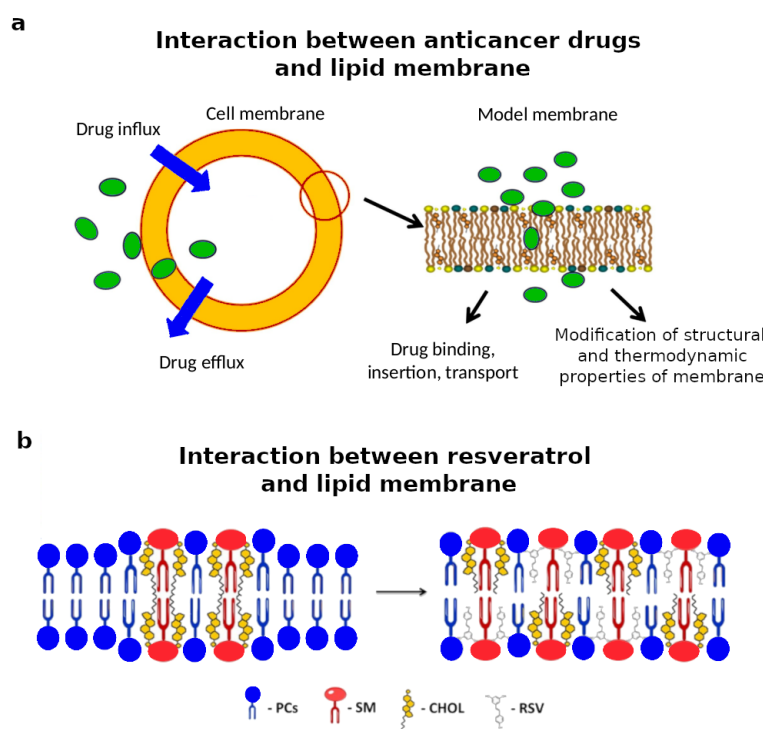 a
Interaction between anticancer drugs
and lipid membrane
Cell membrane
Model membrane
Drug influx
Drug efflux
Drug binding,
insertion, transport
Modification of structural
and thermodynamic
properties of membrane
b
Interaction between resveratrol
and lipid membrane
- PCs
- SM
- CHOL
- RSV